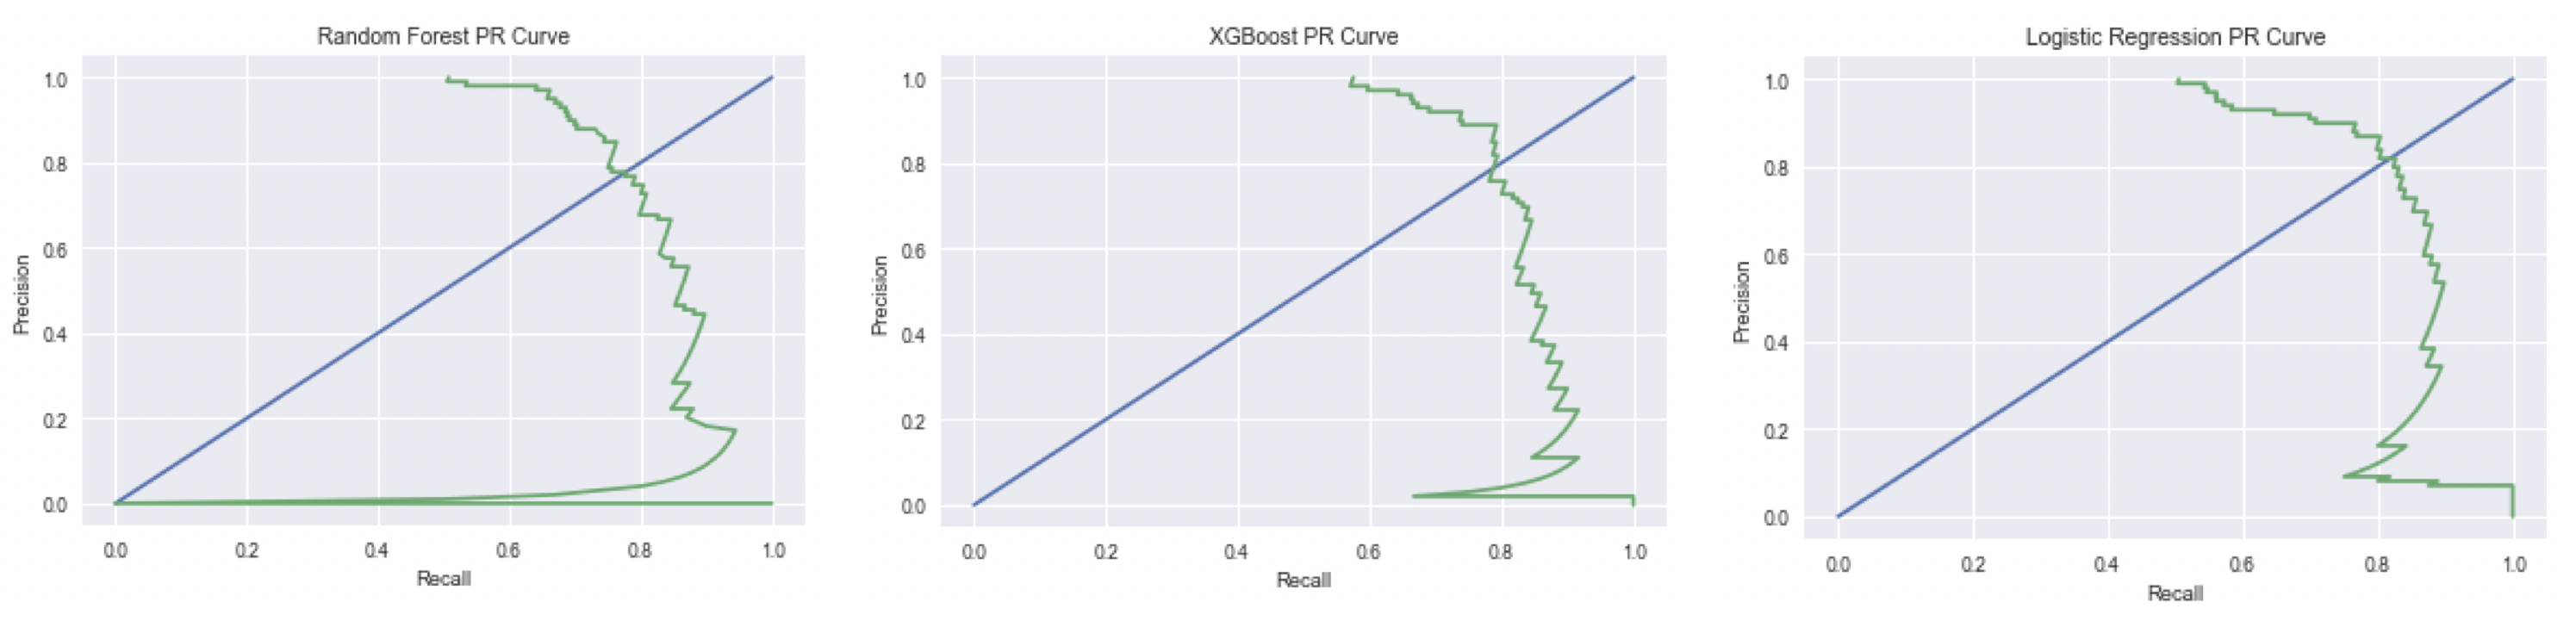 Random Forest PR Curve
1.0
0.8
0.6
0.4
0.2
0.0
Precision
0.0 0.2 0.4 0.6 0.8 1.0
Recall
XGBoost PR Curve
1.0
0.8
0.6
0.4
0.2
0.0
Precision
0.0 0.2 0.4 0.6 0.8 1.0
Recall
Logistic Regression PR Curve
1.0
0.8
0.6
0.4
0.2
0.0
Precision
0.0 0.2 0.4 0.6 0.8 1.0
Recall